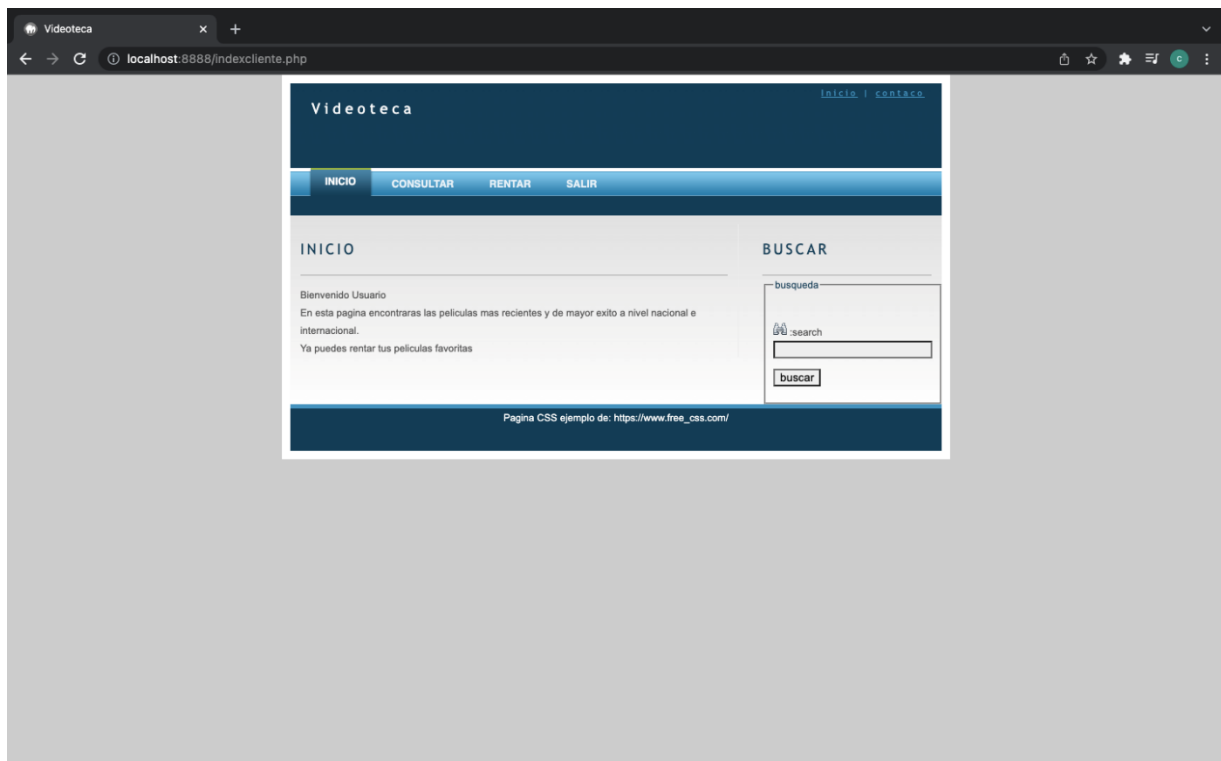 Videoteca
localhost:8888/indexcliente.php
c
Inicio | contaco
Videoteca
INICIO CONSULTAR RENTAR SALIR
INICIO
Bienvenido Usuario
En esta pagina encontraras las peliculas mas recientes y de mayor exito a nivel nacional e
internacional.
Ya puedes rentar tus peliculas favoritas
BUSCAR
busqueda
:search
buscar
Pagina CSS ejemplo de: https://www.free_css.com/